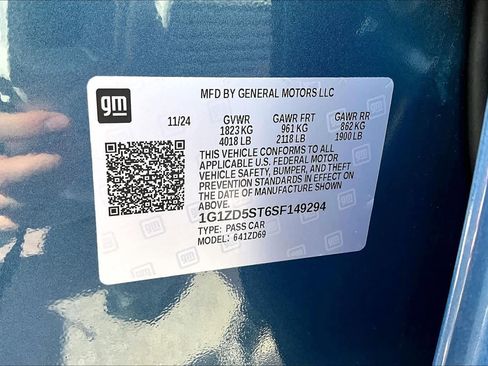 gm
MFD BY GENERAL MOTORS LLC
11/24 GVWR GAWR FRT GAWR RR
1823 KG 961 KG 862 KG
4018 LB 2118 LB 1900 LB
THIS VEHICLE CONFORMS TO ALL
APPLICABLE U.S. FEDERAL MOTOR
VEHICLE SAFETY, BUMPER, AND THEFT
PREVENTION STANDARDS IN EFFECT ON
THE DATE OF MANUFACTURE SHOWN
ABOVE.
1G1ZD5ST6SF149294
TYPE: PASS CAR
MODEL: 641ZD69